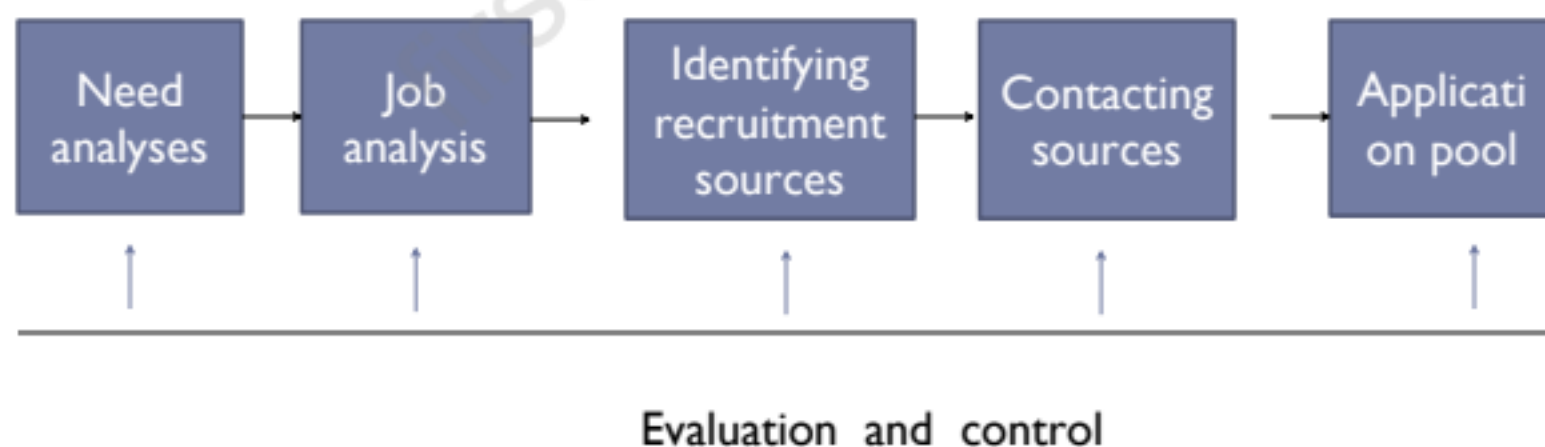 Need
analyses
Job
analysis
Identifying
recruitment
sources
Contacting
sources
Applicati
on pool
Evaluation and control